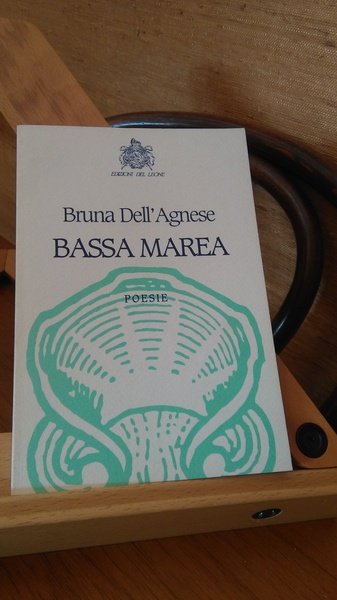 EDIZIONI DEL LEONE
Bruna Dell'Agnese
BASSA MAREA
POESIE